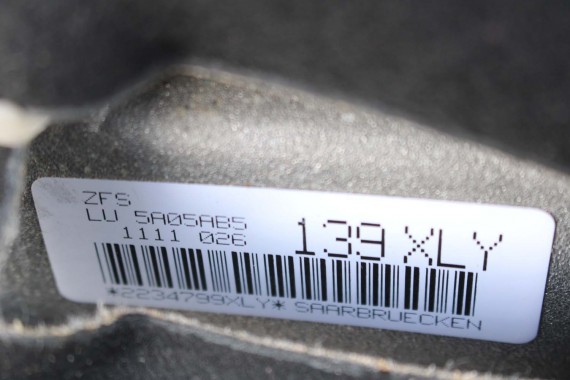 ZFS
LU 5A05AB5
1111 026
139 XLY
*2234799XLY* SAARBRUECKEN